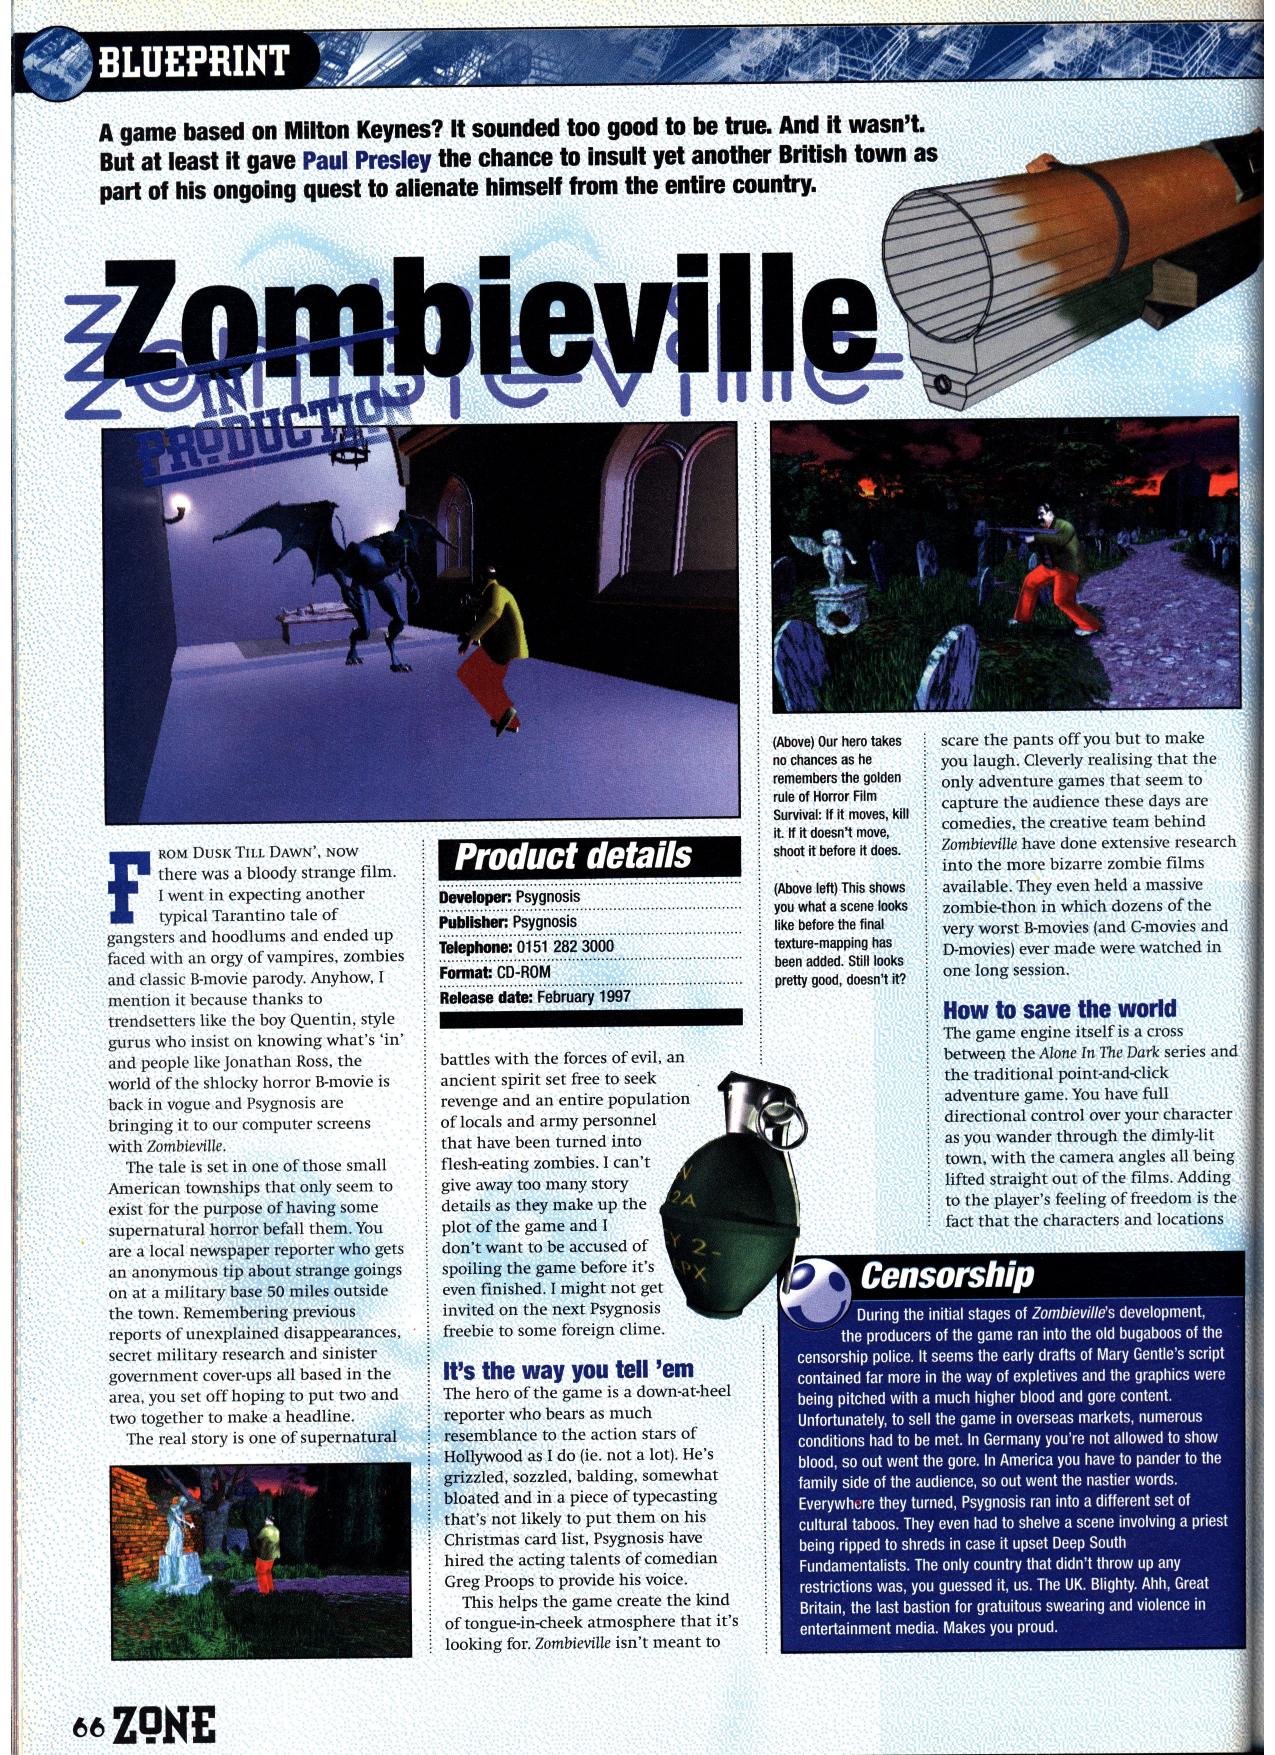 BLUEPRINT
A game based on Milton Keynes? It sounded too good to be true. And it wasn't.
But at least it gave Paul Presley the chance to insult yet another British town as
part of his ongoing quest to alienate himself from the entire country.
Zombieville
Zombieville
IN
PRODUCTION
FROM DUSK TILL DAWN', NOW
there was a bloody strange film.
I went in expecting another
typical Tarantino tale of
gangsters and hoodlums and ended up
faced with an orgy of vampires, zombies
and classic B-movie parody. Anyhow, I
mention it because thanks to
trendsetters like the boy Quentin, style
gurus who insist on knowing what's 'in'
and people like Jonathan Ross, the
world of the shlocky horror B-movie is
back in vogue and Psygnosis are
bringing it to our computer screens
with Zombieville.
The tale is set in one of those small
American townships that only seem to
exist for the purpose of having some
supernatural horror befall them. You
are a local newspaper reporter who gets
an anonymous tip about strange goings
on at a military base 50 miles outside
the town. Remembering previous
reports of unexplained disappearances,
secret military research and sinister
government cover-ups all based in the
area, you set off hoping to put two and
two together to make a headline.
The real story is one of supernatural
Product details
Developer: Psygnosis
Publisher: Psygnosis
Telephone: 0151 282 3000
Format: CD-ROM
Release date: February 1997
battles with the forces of evil, an
ancient spirit set free to seek
revenge and an entire population
of locals and army personnel
that have been turned into
flesh-eating zombies. I can't
give away too many story
details as they make up the
plot of the game and I
don't want to be accused of
spoiling the game before it's
even finished. I might not get
invited on the next Psygnosis
freebie to some foreign clime.
It's the way you tell 'em
The hero of the game is a down-at-heel
reporter who bears as much
resemblance to the action stars of
Hollywood as I do (ie. not a lot). He's
grizzled, sozzled, balding, somewhat
bloated and in a piece of typecasting
that's not likely to put them on his
Christmas card list, Psygnosis have
hired the acting talents of comedian
Greg Proops to provide his voice.
This helps the game create the kind
of tongue-in-cheek atmosphere that it's
looking for. Zombieville isn't meant to
(Above) Our hero takes
no chances as he
remembers the golden
rule of Horror Film
Survival: If it moves, kill
it. If it doesn't move,
shoot it before it does.
(Above left) This shows
you what a scene looks
like before the final
texture-mapping has
been added. Still looks
pretty good, doesn't it?
scare the pants off you but to make
you laugh. Cleverly realising that the
only adventure games that seem to
capture the audience these days are
comedies, the creative team behind
Zombieville have done extensive research
into the more bizarre zombie films
available. They even held a massive
zombie-thon in which dozens of the
very worst B-movies (and C-movies and
D-movies) ever made were watched in
one long session.
How to save the world
The game engine itself is a cross
between the Alone In The Dark series and
the traditional point-and-click
adventure game. You have full
directional control over your character
as you wander through the dimly-lit
town, with the camera angles all being
lifted straight out of the films. Adding
to the player's feeling of freedom is the
fact that the characters and locations
2A
Y 2-
PX
Censorship
During the initial stages of Zombieville's development,
the producers of the game ran into the old bugaboos of the
censorship police. It seems the early drafts of Mary Gentle's script
contained far more in the way of expletives and the graphics were
being pitched with a much higher blood and gore content.
Unfortunately, to sell the game in overseas markets, numerous
conditions had to be met. In Germany you're not allowed to show
blood, so out went the gore. In America you have to pander to the
family side of the audience, so out went the nastier words.
Everywhere they turned, Psygnosis ran into a different set of
cultural taboos. They even had to shelve a scene involving a priest
being ripped to shreds in case it upset Deep South
Fundamentalists. The only country that didn't throw up any
restrictions was, you guessed it, us. The UK. Blighty. Ahh, Great
Britain, the last bastion for gratuitous swearing and violence in
entertainment media. Makes you proud.
66 ZONE